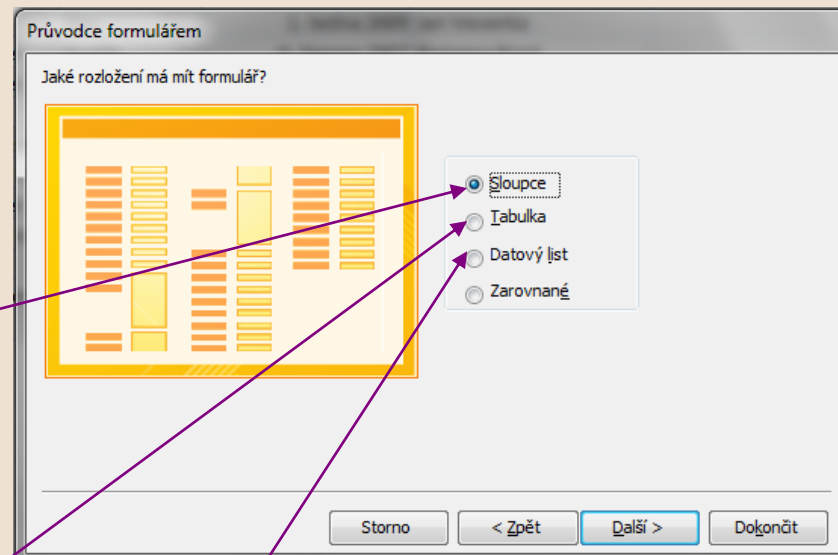 Průvodce formulářem
Jaké rozložení má mít formulář?
Sloupce
Tabulka
Datový list
Zarovnané
Storno
< Zpět
Další >
Dokončit